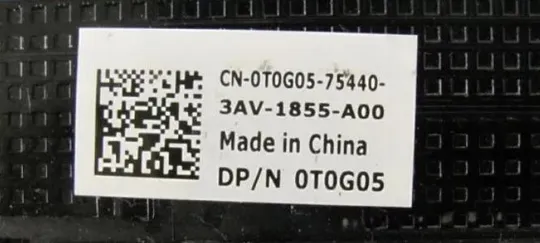 CN-0T0G05-75440-
3AV-1855-A00
Made in China
DP/N 0T0G05